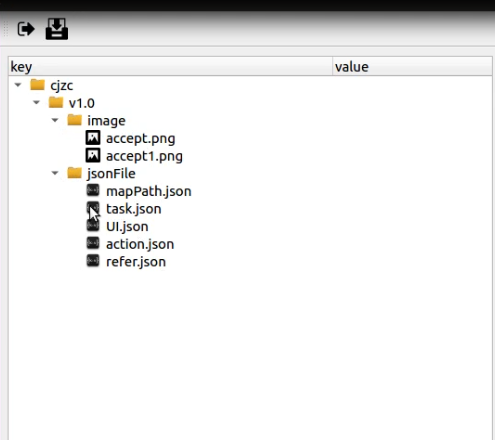 key value
cjzc
v1.0
image
accept.png
accept1.png
jsonFile
mapPath.json
task.json
UI.json
action.json
refer.json